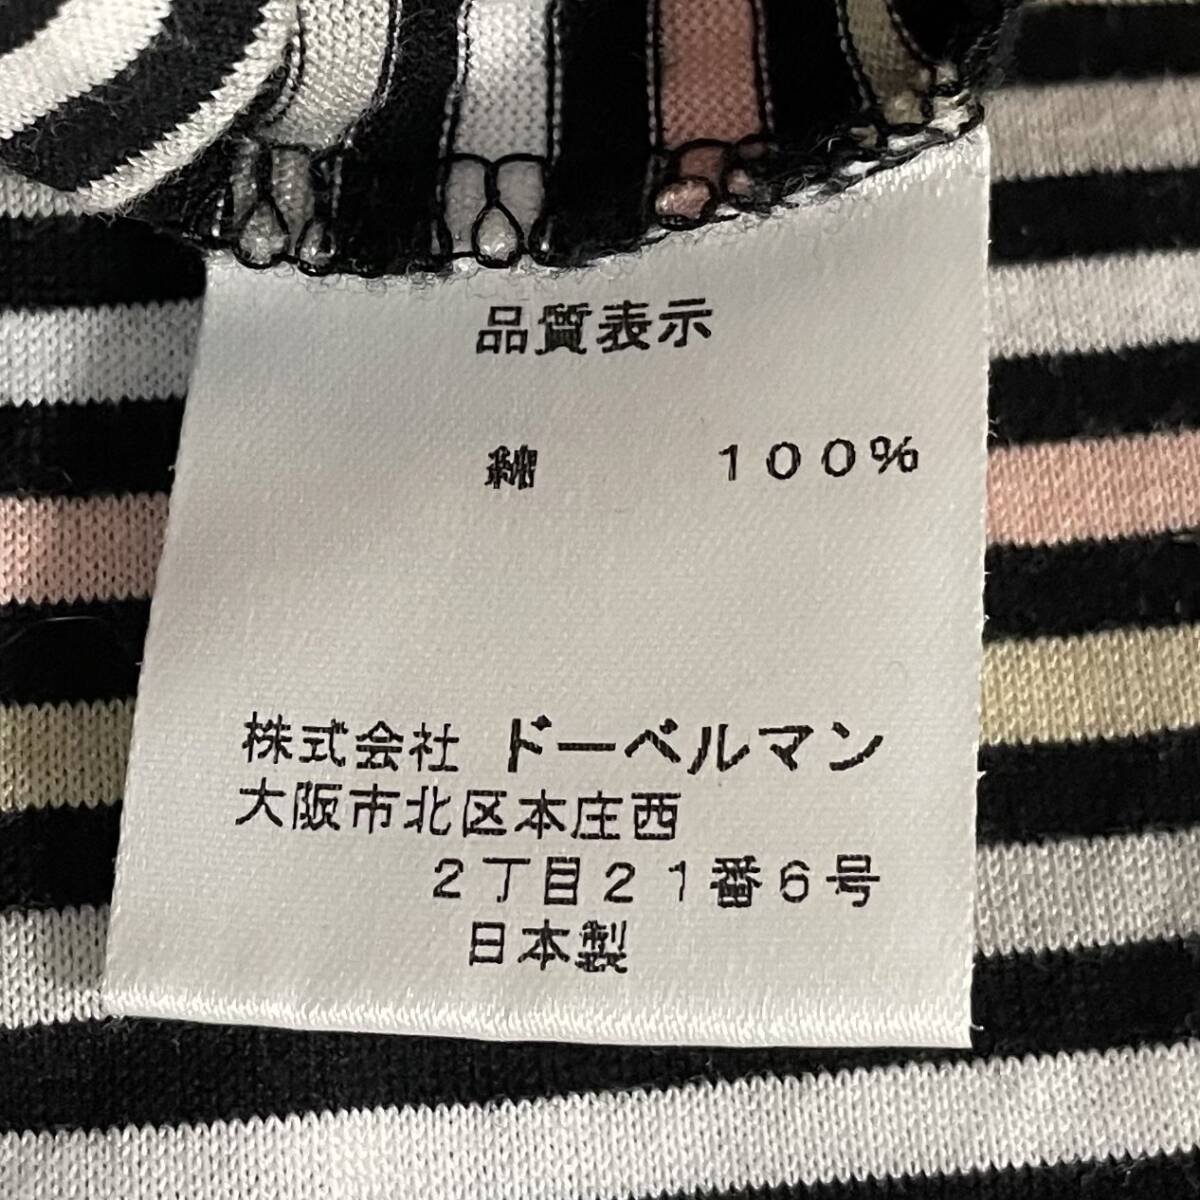 品質表示
綿 100%
株式会社 ドーベルマン
大阪市北区本庄西
2丁目21番6号
日本製